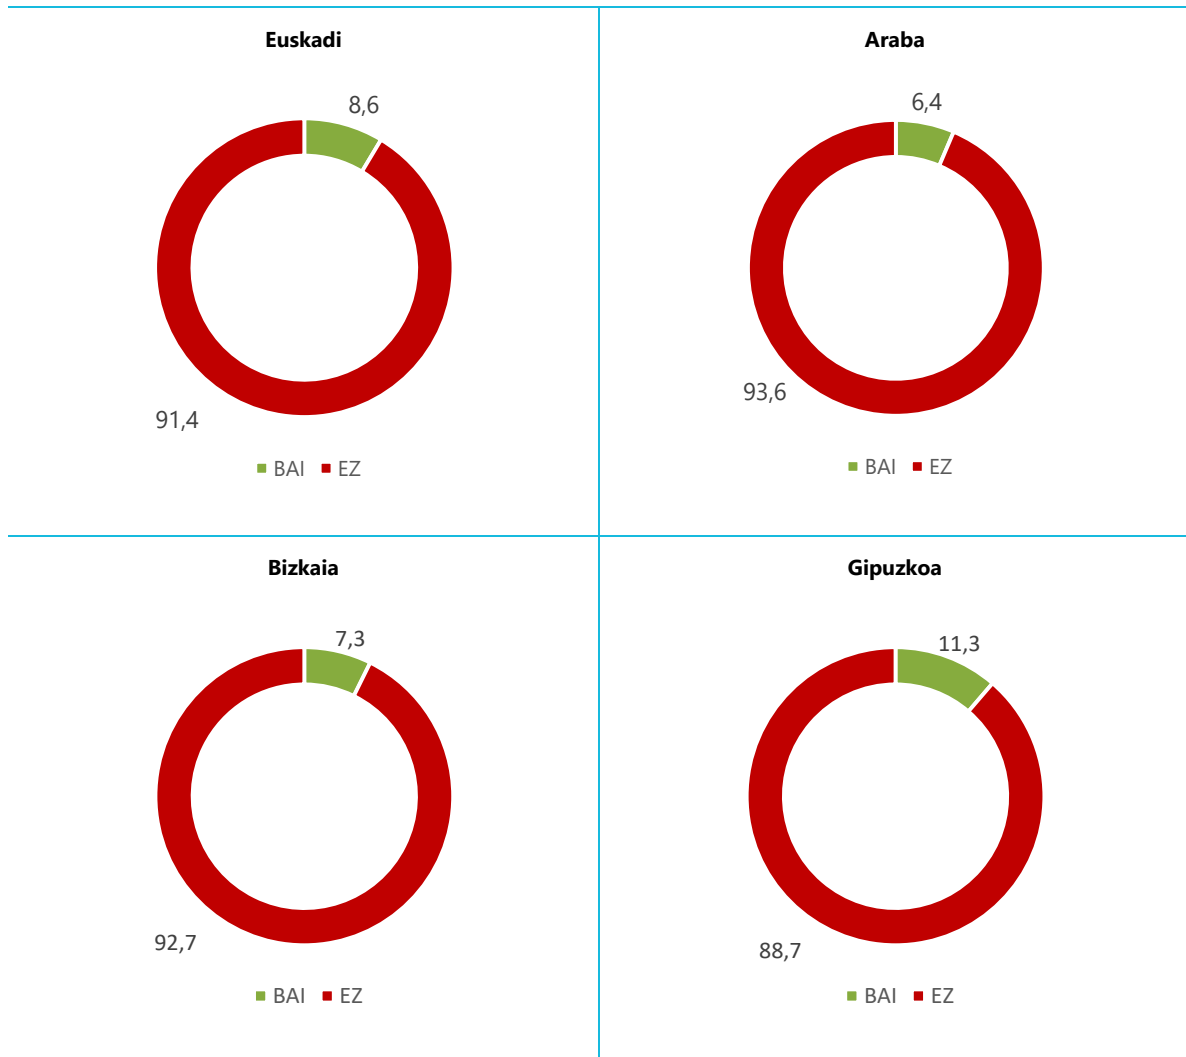 Euskadi
8,6
91,4
BAI EZ
Araba
6,4
93,6
BAI EZ
Bizkaia
7,3
92,7
BAI EZ
Gipuzkoa
11,3
88,7
BAI EZ